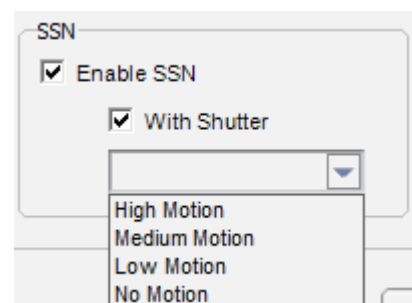 SSN
Enable SSN
With Shutter
High Motion
Medium Motion
Low Motion
No Motion